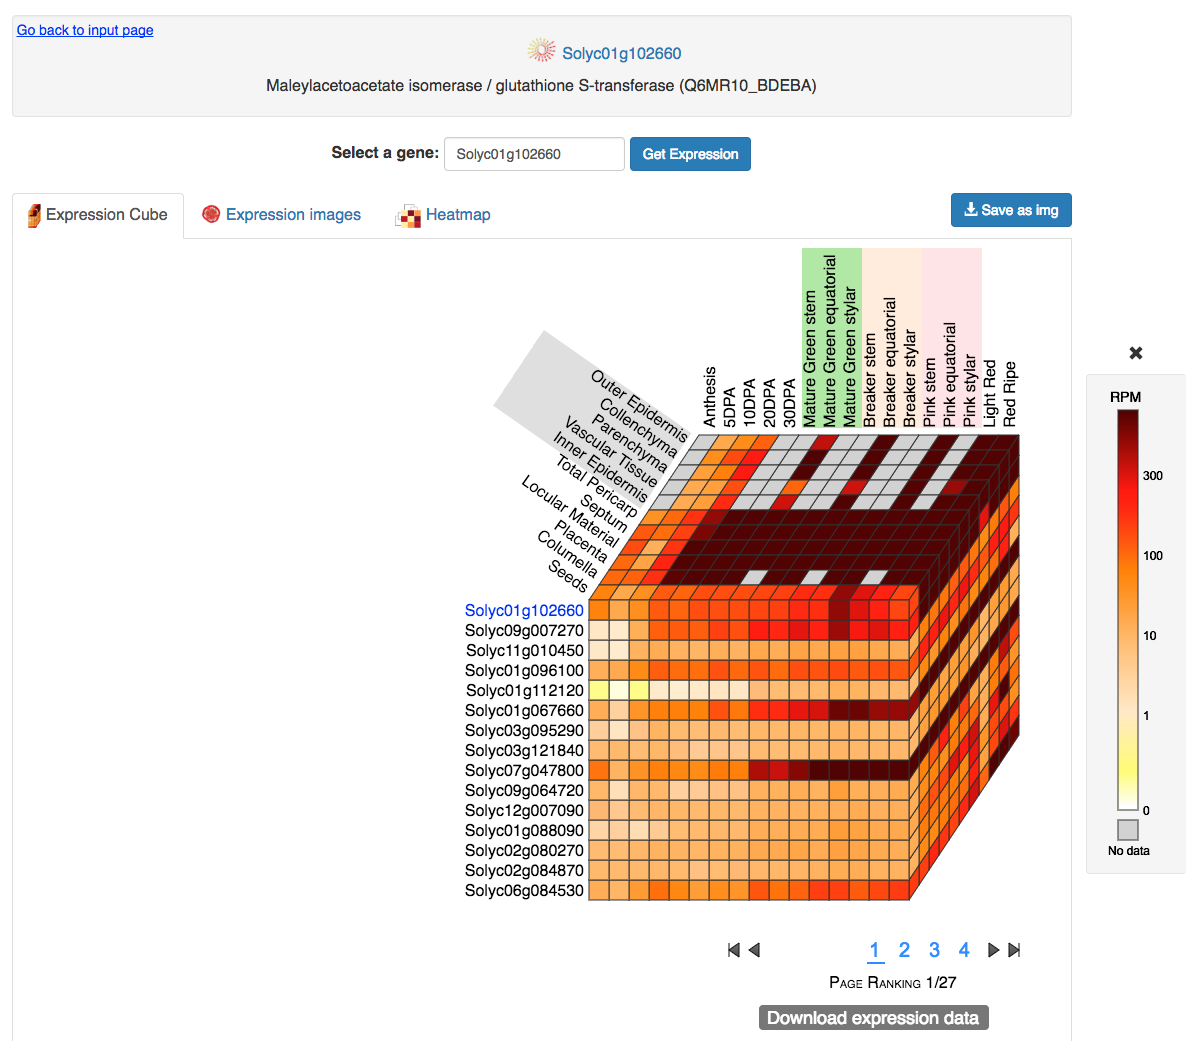 Go back to input page
Solyc01g102660
Maleylacetoacetate isomerase / glutathione S-transferase (Q6MR10_BDEBA)
Select a gene: Solyc01g102660 Get Expression
Expression Cube Expression images Heatmap Save as img
Anthesis
5DPA
10DPA
20DPA
30DPA
Mature Green stem
Mature Green equatorial
Mature Green stylar
Breaker stem
Breaker equatorial
Breaker stylar
Pink stem
Pink equatorial
Pink stylar
Light Red
Red Ripe
Outer Epidermis
Collenchyma
Parenchyma
Vascular Tissue
Inner Epidermis
Total Pericarp
Septum
Locular Material
Placenta
Columella
Seeds
Solyc01g102660
Solyc09g007270
Solyc11g010450
Solyc01g096100
Solyc01g112120
Solyc01g067660
Solyc03g095290
Solyc03g121840
Solyc07g047800
Solyc09g064720
Solyc12g007090
Solyc01g088090
Solyc02g080270
Solyc02g084870
Solyc06g084530
RPM
300
100
10
1
0
No data
1 2 3 4
Page Ranking 1/27
Download expression data